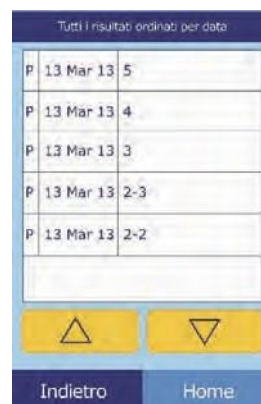 Tutti i risultati ordinati per data
P 13 Mar 13 5
P 13 Mar 13 4
P 13 Mar 13 3
P 13 Mar 13 2-3
P 13 Mar 13 2-2
Indietro Home